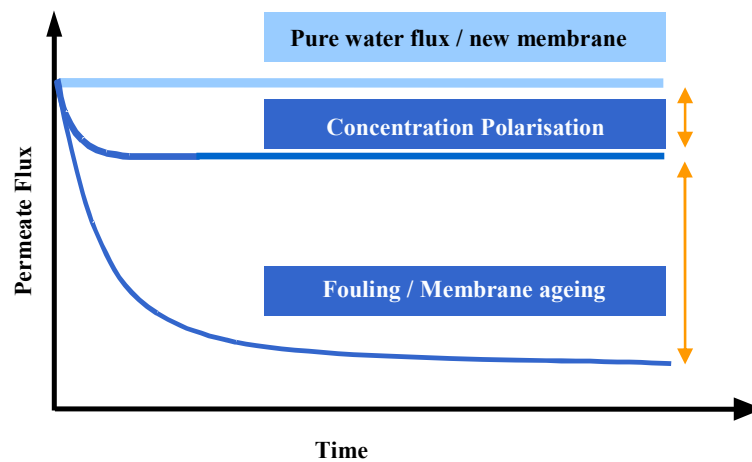 Pure water flux / new membrane
Concentration Polarisation
Permeate Flux
Fouling / Membrane ageing
Time